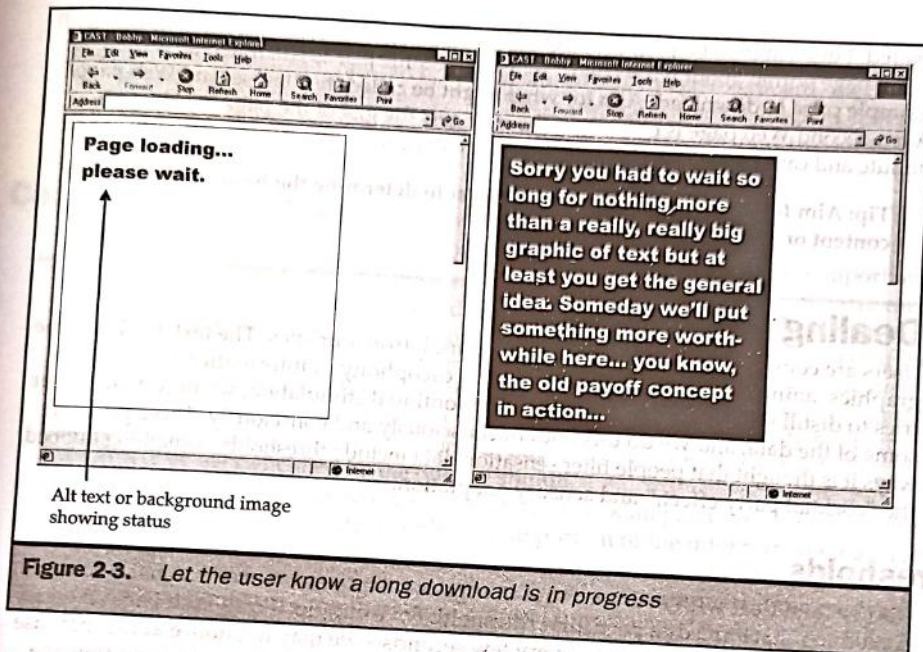 CAST - Bobby - Microsoft Internet Explorer
File Edit View Favorites Tools Help
Back Forward Stop Refresh Home Search Favorites Print
Address Go
Page loading...
please wait.
Internet
Alt text or background image
showing status
CAST - Bobby - Microsoft Internet Explorer
File Edit View Favorites Tools Help
Back Forward Stop Refresh Home Search Favorites Print
Address Go
Sorry you had to wait so
long for nothing more
than a really, really big
graphic of text but at
least you get the general
idea. Someday we'll put
something more worth-
while here... you know,
the old payoff concept
in action...
Internet
Figure 2-3. Let the user know a long download is in progress